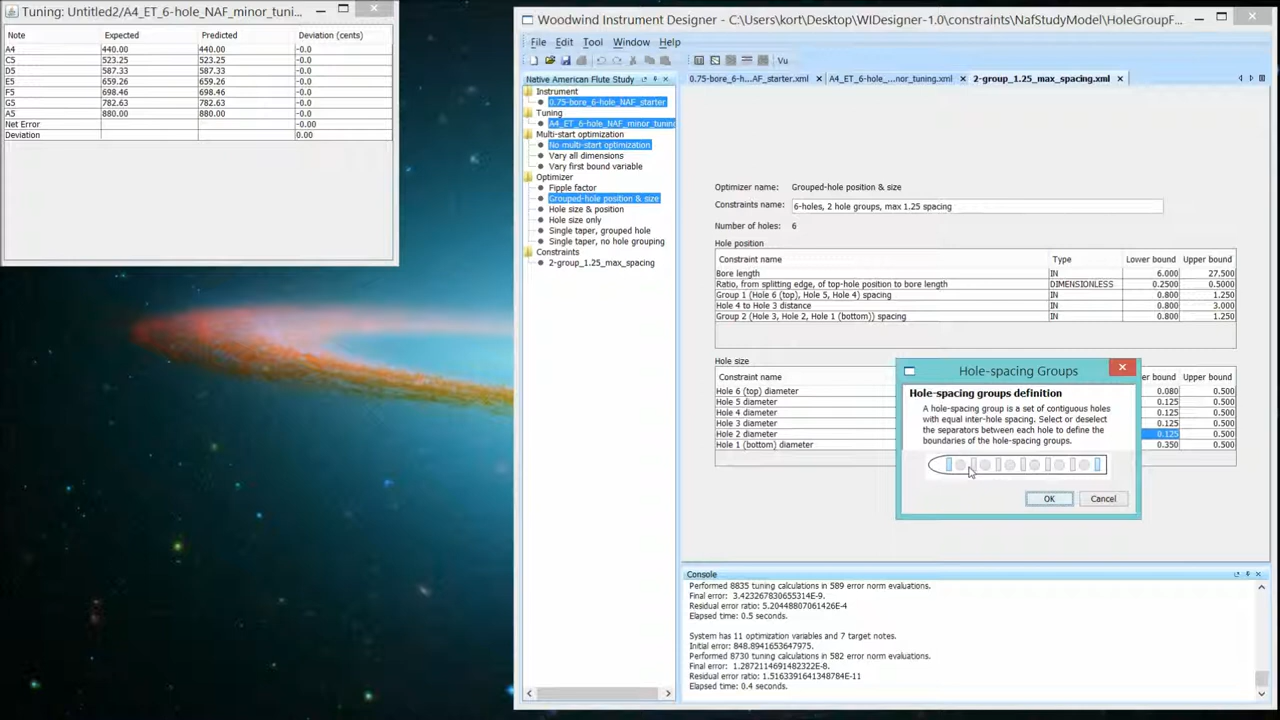 Tuning: Untitled2/A4_ET_6-hole_NAF_minor_tuni...
Note Expected Predicted Deviation (cents)
A4 440.00 440.00 -0.0
C5 523.25 523.25 -0.0
D5 587.33 587.33 -0.0
E5 659.26 659.26 -0.0
F5 698.46 698.46 -0.0
G5 782.63 782.63 -0.0
A5 880.00 880.00 -0.0
Net Error -0.00
Deviation 0.00
Woodwind Instrument Designer - C:\Users\kort\Desktop\WIDesigner-1.0\constraints\NafStudyModel\HoleGroupF...
File Edit Tool Window Help
Vu
Native American Flute Study
Instrument
0.75-bore_6-hole_NAF_starter
Tuning
A4_ET_6-hole_NAF_minor_tuning
Multi-start optimization
No multi-start optimization
Vary all dimensions
Vary first bound variable
Optimizer
Fipple factor
Grouped-hole position & size
Hole size & position
Hole size only
Single taper, grouped hole
Single taper, no hole grouping
Constraints
2-group_1.25_max_spacing
0.75-bore_6-h...AF_starter.xml A4_ET_6-hole_...nor_tuning.xml 2-group_1.25_max_spacing.xml
Optimizer name: Grouped-hole position & size
Constraints name: 6-holes, 2 hole groups, max 1.25 spacing
Number of holes: 6
Hole position
Constraint name Type Lower bound Upper bound
Bore length IN 6.000 27.500
Ratio, from splitting edge, of top-hole position to bore length DIMENSIONLESS 0.2500 0.5000
Group 1 (Hole 6 (top), Hole 5, Hole 4) spacing IN 0.800 1.250
Hole 4 to Hole 3 distance IN 0.800 3.000
Group 2 (Hole 3, Hole 2, Hole 1 (bottom)) spacing IN 0.800 1.250
Hole size
Constraint name er bound Upper bound
Hole 6 (top) diameter 0.080 0.500
Hole 5 diameter 0.125 0.500
Hole 4 diameter 0.125 0.500
Hole 3 diameter 0.125 0.500
Hole 2 diameter 0.125 0.500
Hole 1 (bottom) diameter 0.350 0.500
Hole-spacing Groups
Hole-spacing groups definition
A hole-spacing group is a set of contiguous holes
with equal inter-hole spacing. Select or deselect
the separators between each hole to define the
boundaries of the hole-spacing groups.
OK Cancel
Console
Performed 8835 tuning calculations in 589 error norm evaluations.
Final error: 3.423267830655314E-9.
Residual error ratio: 5.20448807061426E-4
Elapsed time: 0.5 seconds.
System has 11 optimization variables and 7 target notes.
Initial error: 848.8941653647975.
Performed 8730 tuning calculations in 582 error norm evaluations.
Final error: 1.2872114691482322E-8.
Residual error ratio: 1.5163391641348784E-11
Elapsed time: 0.4 seconds.